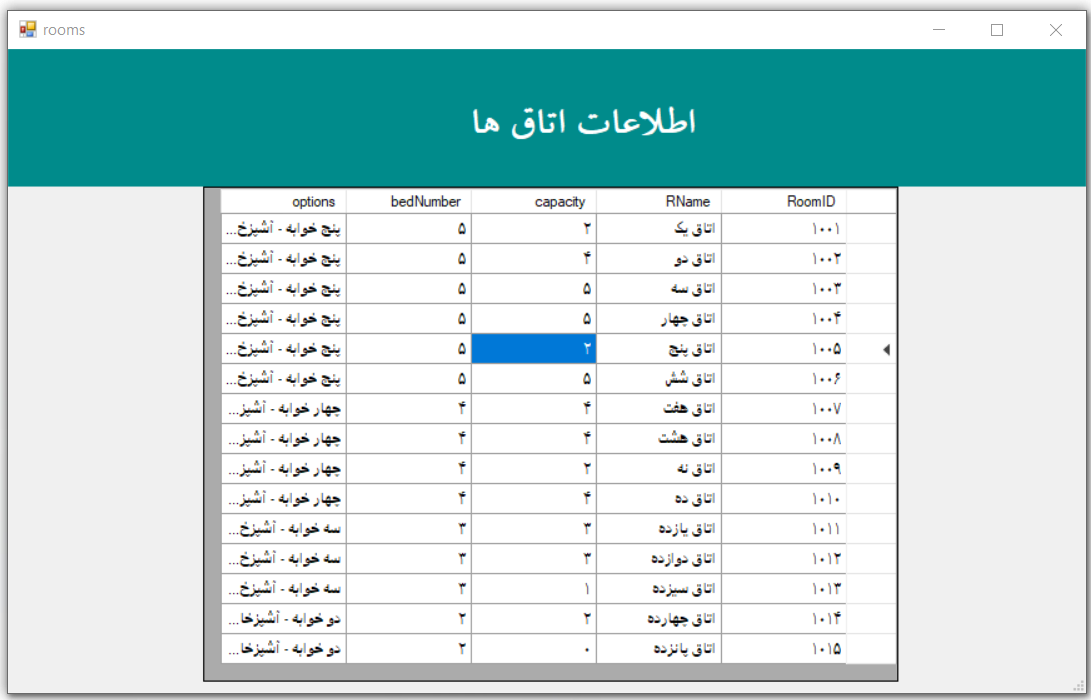 rooms
اطلاعات اتاق ها
RoomID RName capacity bedNumber options
۱۰۰۱ اتاق یک ۲ ۵ پنج خوابه - آشپزخ...
۱۰۰۲ اتاق دو ۴ ۵ پنج خوابه - آشپزخ...
۱۰۰۳ اتاق سه ۵ ۵ پنج خوابه - آشپزخ...
۱۰۰۴ اتاق چهار ۵ ۵ پنج خوابه - آشپزخ...
۱۰۰۵ اتاق پنج ۲ ۵ پنج خوابه - آشپزخ...
۱۰۰۶ اتاق شش ۵ ۵ پنج خوابه - آشپزخ...
۱۰۰۷ اتاق هفت ۴ ۴ چهار خوابه - آشپز...
۱۰۰۸ اتاق هشت ۴ ۴ چهار خوابه - آشپز...
۱۰۰۹ اتاق نه ۲ ۴ چهار خوابه - آشپز...
۱۰۱۰ اتاق ده ۴ ۴ چهار خوابه - آشپز...
۱۰۱۱ اتاق یازده ۳ ۳ سه خوابه - آشپزخ...
۱۰۱۲ اتاق دوازده ۳ ۳ سه خوابه - آشپزخ...
۱۰۱۳ اتاق سیزده ۱ ۳ سه خوابه - آشپزخ...
۱۰۱۴ اتاق چهارده ۲ ۲ دو خوابه - آشپزخا...
۱۰۱۵ اتاق پانزده ۰ ۲ دو خوابه - آشپزخا...